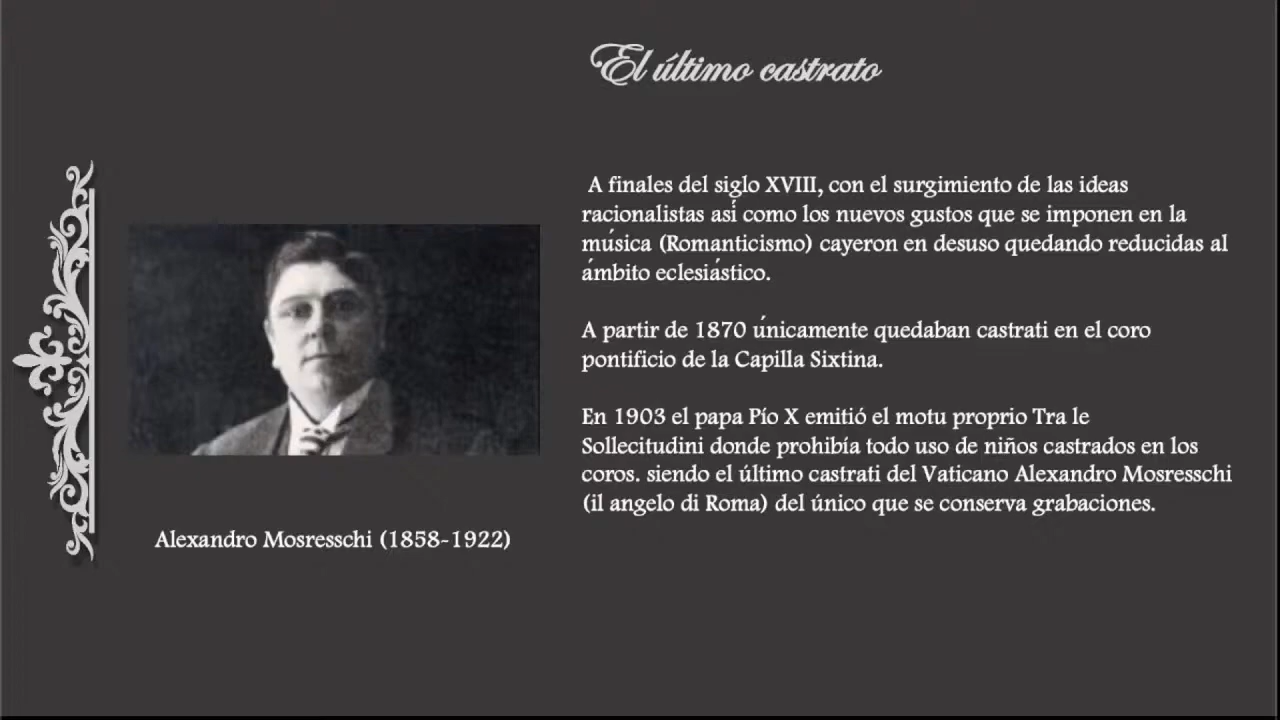 El último castrato
A finales del siglo XVIII, con el surgimiento de las ideas
racionalistas así como los nuevos gustos que se imponen en la
música (Romanticismo) cayeron en desuso quedando reducidas al
ámbito eclesiástico.
A partir de 1870 únicamente quedaban castrati en el coro
pontificio de la Capilla Sixtina.
En 1903 el papa Pío X emitió el motu proprio Tra le
Sollecitudini donde prohibía todo uso de niños castrados en los
coros. siendo el último castrati del Vaticano Alexandro Mosresschi
(il angelo di Roma) del único que se conserva grabaciones.
Alexandro Mosresschi (1858-1922)